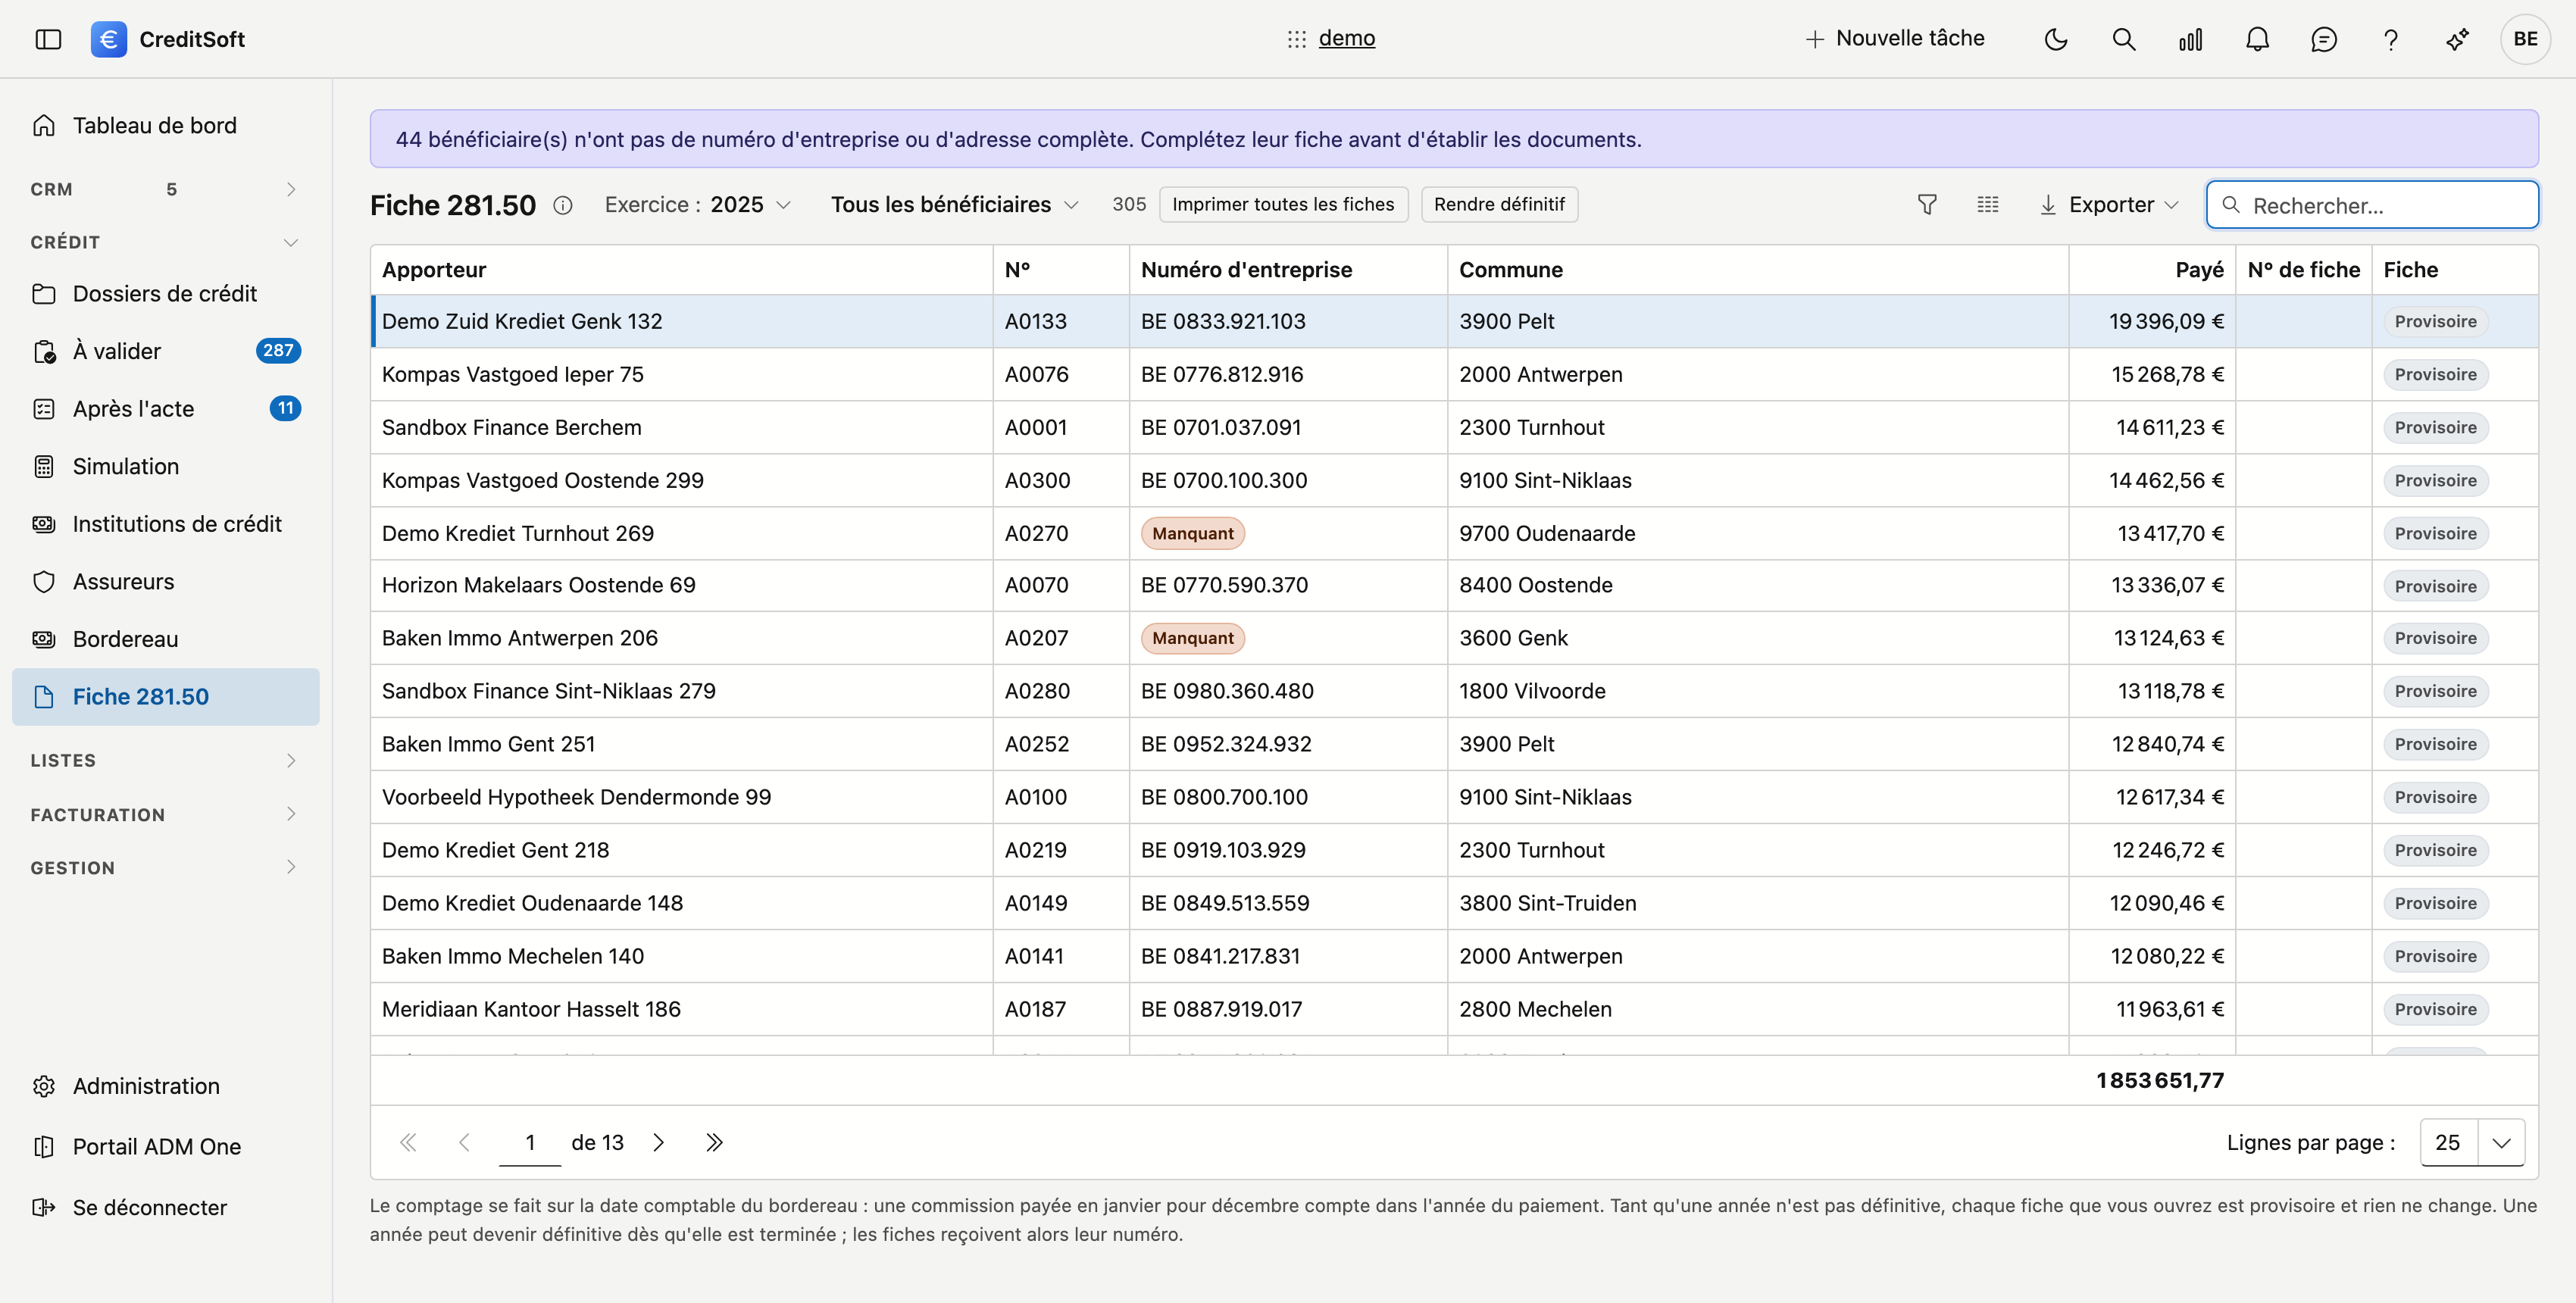 CreditSoft
demo
Nouvelle tâche
BE
Tableau de bord
CRM 5
CRÉDIT
Dossiers de crédit
À valider 287
Après l'acte 11
Simulation
Institutions de crédit
Assureurs
Bordereau
Fiche 281.50
LISTES
FACTURATION
GESTION
Administration
Portail ADM One
Se déconnecter
44 bénéficiaire(s) n'ont pas de numéro d'entreprise ou d'adresse complète. Complétez leur fiche avant d'établir les documents.
Fiche 281.50 Exercice : 2025 Tous les bénéficiaires 305 Imprimer toutes les fiches Rendre définitif Exporter Rechercher...
Apporteur N° Numéro d'entreprise Commune Payé N° de fiche Fiche
Demo Zuid Krediet Genk 132 A0133 BE 0833.921.103 3900 Pelt 19 396,09 € Provisoire
Kompas Vastgoed Ieper 75 A0076 BE 0776.812.916 2000 Antwerpen 15 268,78 € Provisoire
Sandbox Finance Berchem A0001 BE 0701.037.091 2300 Turnhout 14 611,23 € Provisoire
Kompas Vastgoed Oostende 299 A0300 BE 0700.100.300 9100 Sint-Niklaas 14 462,56 € Provisoire
Demo Krediet Turnhout 269 A0270 Manquant 9700 Oudenaarde 13 417,70 € Provisoire
Horizon Makelaars Oostende 69 A0070 BE 0770.590.370 8400 Oostende 13 336,07 € Provisoire
Baken Immo Antwerpen 206 A0207 Manquant 3600 Genk 13 124,63 € Provisoire
Sandbox Finance Sint-Niklaas 279 A0280 BE 0980.360.480 1800 Vilvoorde 13 118,78 € Provisoire
Baken Immo Gent 251 A0252 BE 0952.324.932 3900 Pelt 12 840,74 € Provisoire
Voorbeeld Hypotheek Dendermonde 99 A0100 BE 0800.700.100 9100 Sint-Niklaas 12 617,34 € Provisoire
Demo Krediet Gent 218 A0219 BE 0919.103.929 2300 Turnhout 12 246,72 € Provisoire
Demo Krediet Oudenaarde 148 A0149 BE 0849.513.559 3800 Sint-Truiden 12 090,46 € Provisoire
Baken Immo Mechelen 140 A0141 BE 0841.217.831 2000 Antwerpen 12 080,22 € Provisoire
Meridiaan Kantoor Hasselt 186 A0187 BE 0887.919.017 2800 Mechelen 11 963,61 € Provisoire
1 853 651,77
1 de 13 Lignes par page : 25
Le comptage se fait sur la date comptable du bordereau : une commission payée en janvier pour décembre compte dans l'année du paiement. Tant qu'une année n'est pas définitive, chaque fiche que vous ouvrez est provisoire et rien ne change. Une
année peut devenir définitive dès qu'elle est terminée ; les fiches reçoivent alors leur numéro.